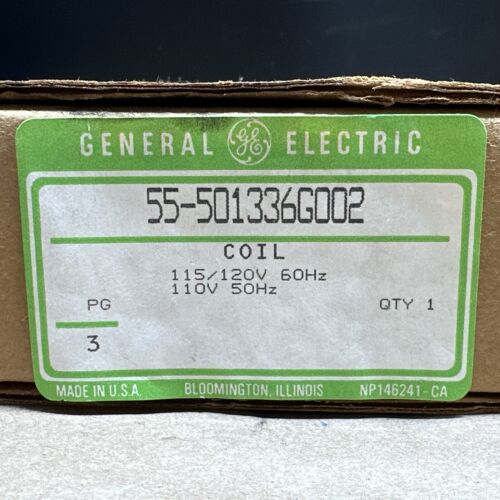 GENERAL GE ELECTRIC
55-501336G002
COIL
115/120V 60Hz
110V 50Hz
PG
QTY 1
3
MADE IN U.S.A. BLOOMINGTON, ILLINOIS NP146241-CA